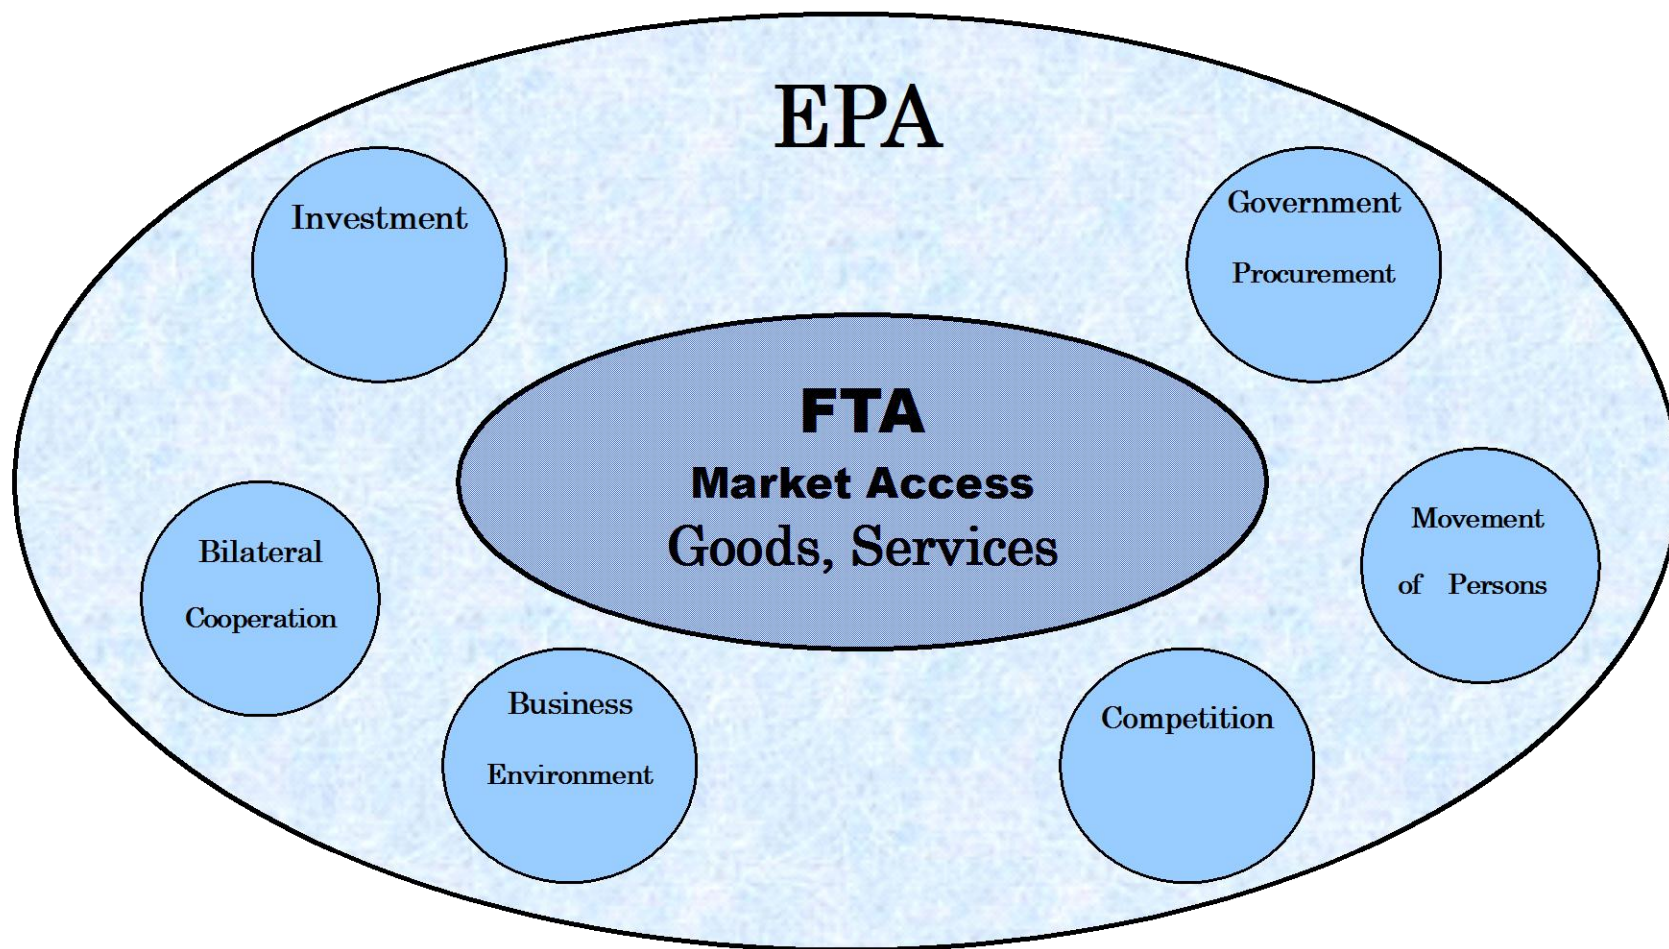 EPA
Investment
Government
Procurement
FTA
Market Access
Goods, Services
Bilateral
Cooperation
Movement
of Persons
Business
Environment
Competition